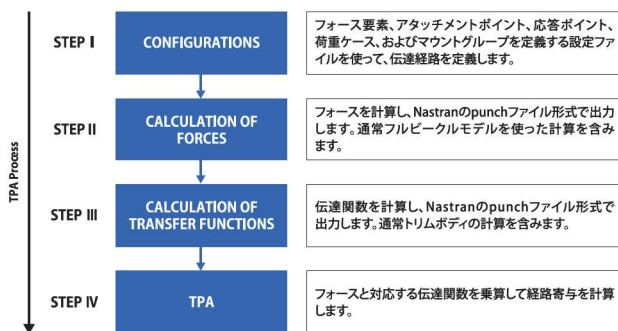 TPA Process
STEP I
CONFIGURATIONS
フォース要素、アタッチメントポイント、応答ポイント、
荷重ケース、およびマウントグループを定義する設定ファ
イルを使って、伝達経路を定義します。
STEP II
CALCULATION OF
FORCES
フォースを計算し、Nastranのpunchファイル形式で出力
します。通常フルビークルモデルを使った計算を含み
ます。
STEP III
CALCULATION OF
TRANSFER FUNCTIONS
伝達関数を計算し、Nastranのpunchファイル形式で
出力します。通常トリムボディの計算を含みます。
STEP IV
TPA
フォースと対応する伝達関数を乗算して経路寄与を計算
します。